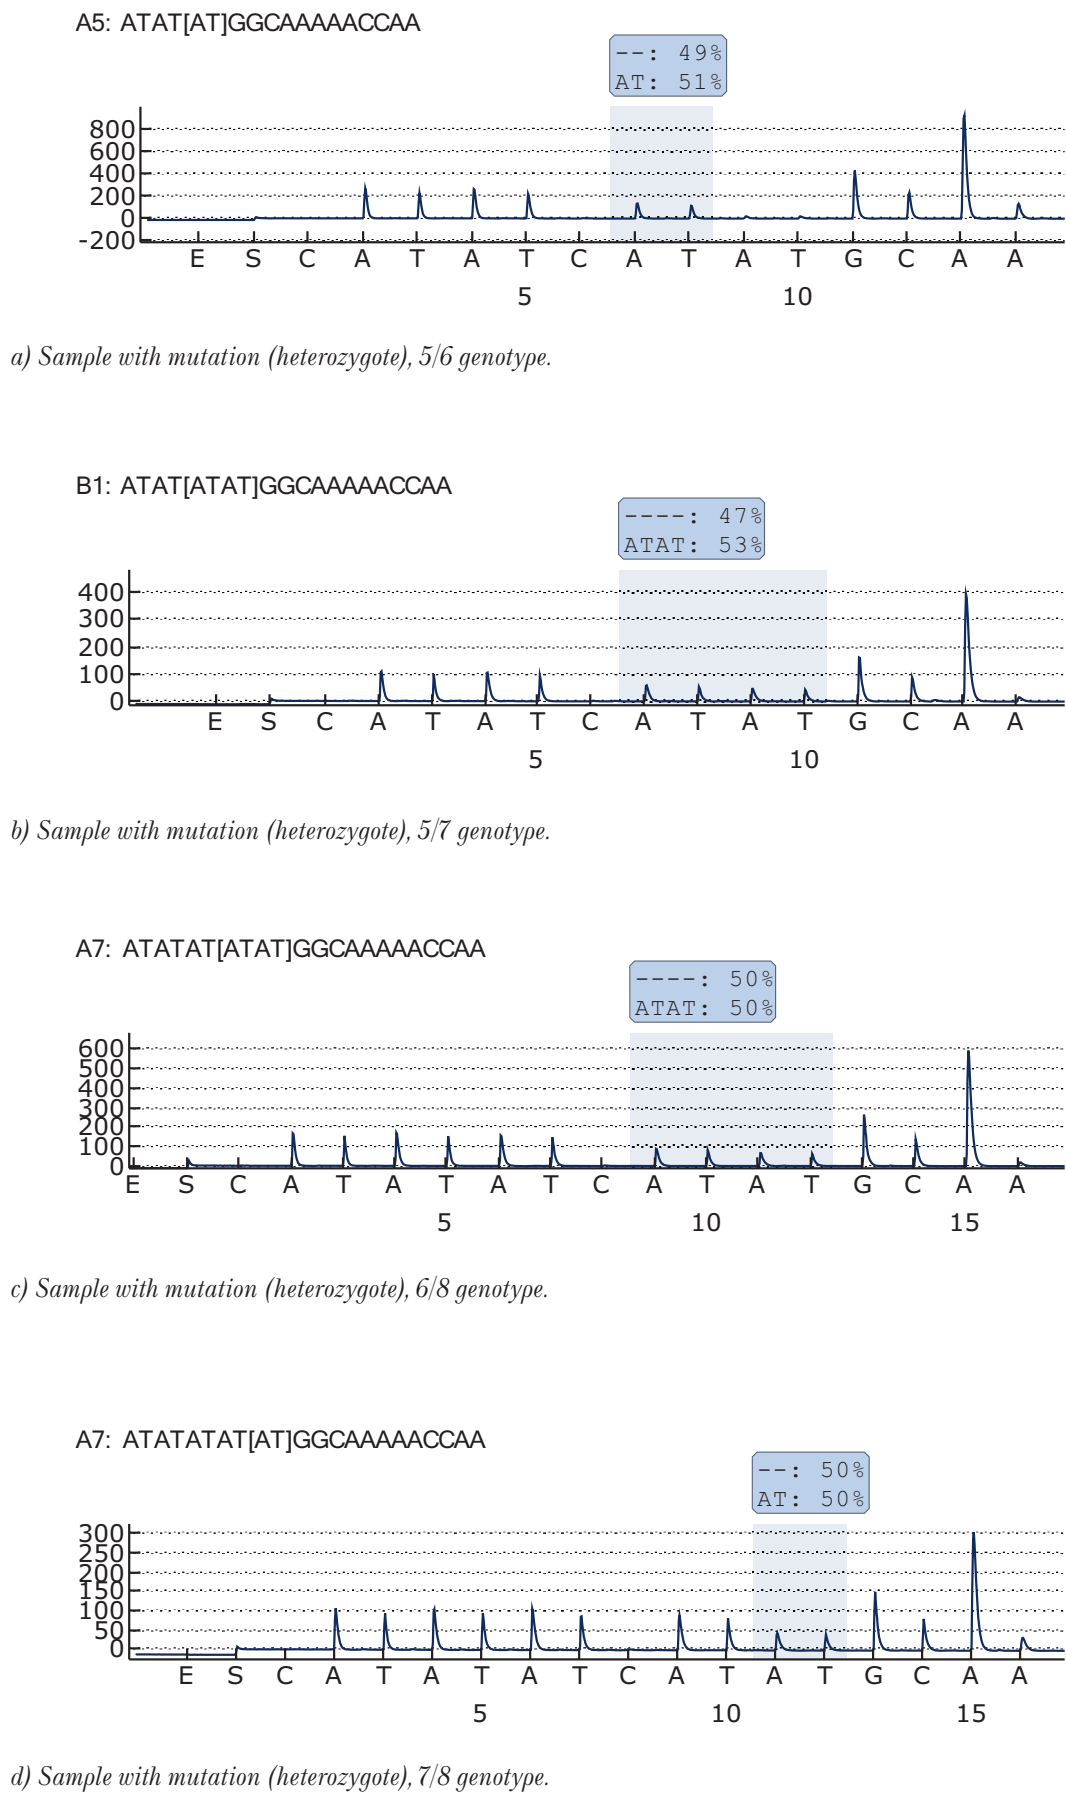 A5: ATAT[AT]GGCAAAAACCAA
--: 49%
AT: 51%
800
600
400
200
0
-200
E S C A T A T C A T A T G C A A
5 10
a) Sample with mutation (heterozygote), 5/6 genotype.
B1: ATAT[ATAT]GGCAAAAACCAA
----: 47%
ATAT: 53%
400
300
200
100
0
E S C A T A T C A T A T G C A A
5 10
b) Sample with mutation (heterozygote), 5/7 genotype.
A7: ATATAT[ATAT]GGCAAAAACCAA
----: 50%
ATAT: 50%
600
500
400
300
200
100
0
E S C A T A T A T C A T A T G C A A
5 10 15
c) Sample with mutation (heterozygote), 6/8 genotype.
A7: ATATATAT[AT]GGCAAAAACCAA
--: 50%
AT: 50%
300
250
200
150
100
50
0
E S C A T A T A T C A T A T G C A A
5 10 15
d) Sample with mutation (heterozygote), 7/8 genotype.